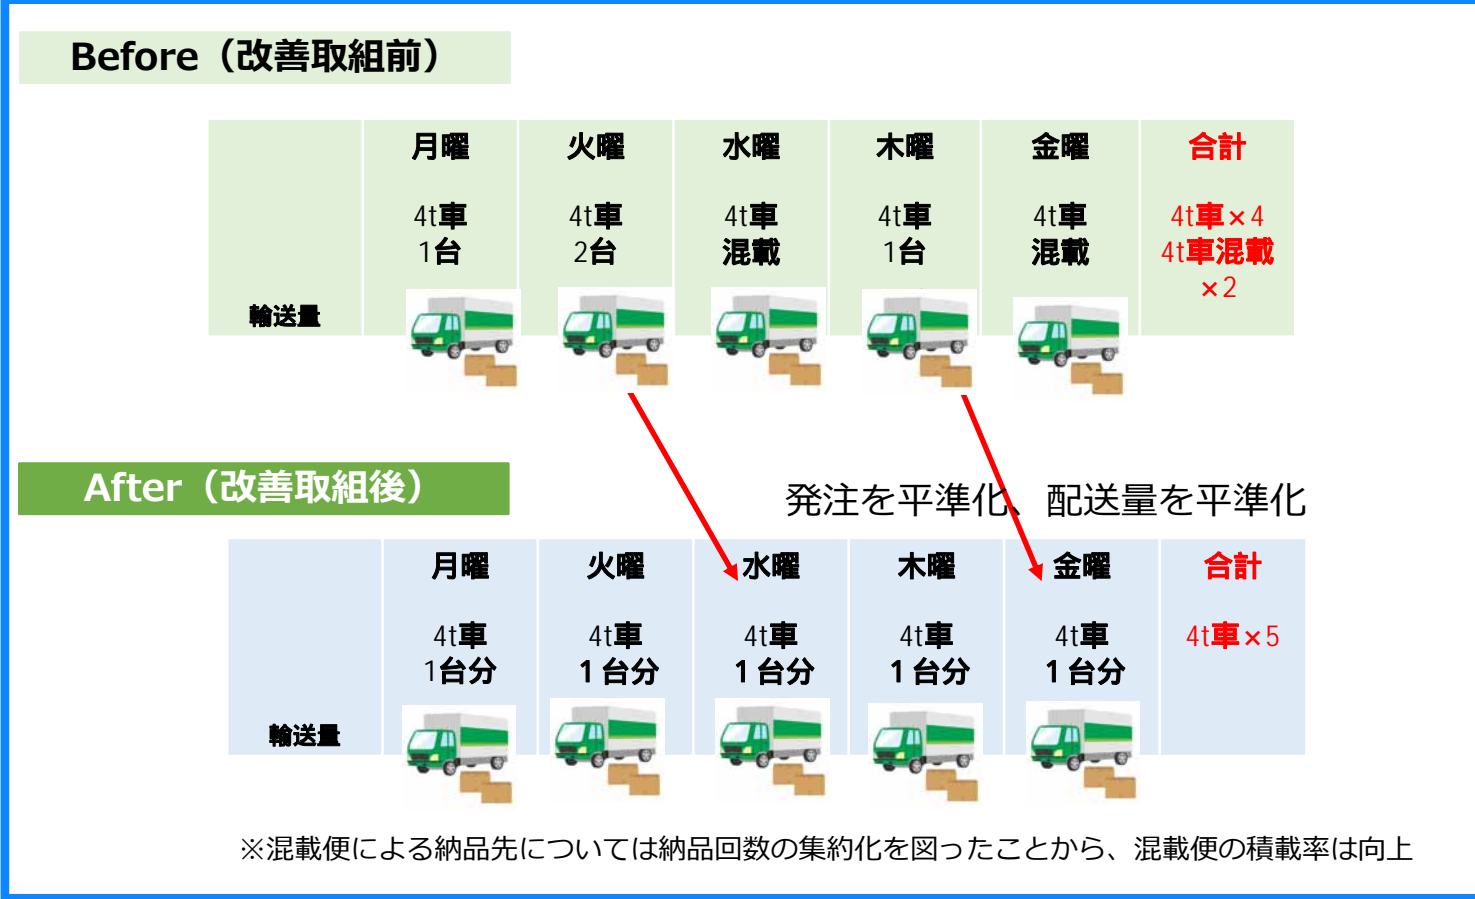 Before（改善取組前）
月曜 火曜 水曜 木曜 金曜 合計
4t車 4t車 4t車 4t車 4t車 4t車×4
1台 2台 混載 1台 混載 4t車混載
×2
輸送量
After（改善取組後）
発注を平準化、配送量を平準化
月曜 火曜 水曜 木曜 金曜 合計
4t車 4t車 4t車 4t車 4t車 4t車×5
1台分 １台分 １台分 １台分 １台分
輸送量
※混載便による納品先については納品回数の集約化を図ったことから、混載便の積載率は向上